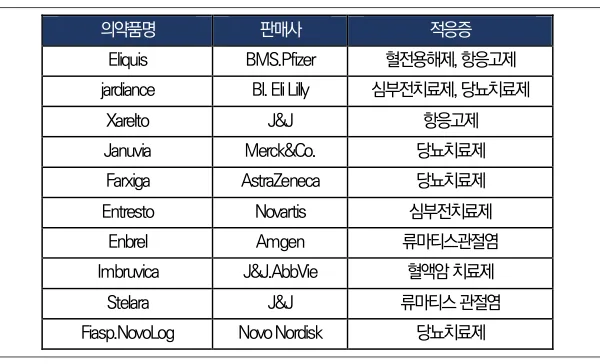 의약품명 판매사 적응증
Eliquis BMS.Pfizer 혈전용해제, 항응고제
jardiance BI. Eli Lilly 심부전치료제, 당뇨치료제
Xarelto J&J 항응고제
Januvia Merck&Co. 당뇨치료제
Farxiga AstraZeneca 당뇨치료제
Entresto Novartis 심부전치료제
Enbrel Amgen 류마티스관절염
Imbruvica J&J.AbbVie 혈액암 치료제
Stelara J&J 류마티스 관절염
Fiasp.NovoLog Novo Nordisk 당뇨치료제